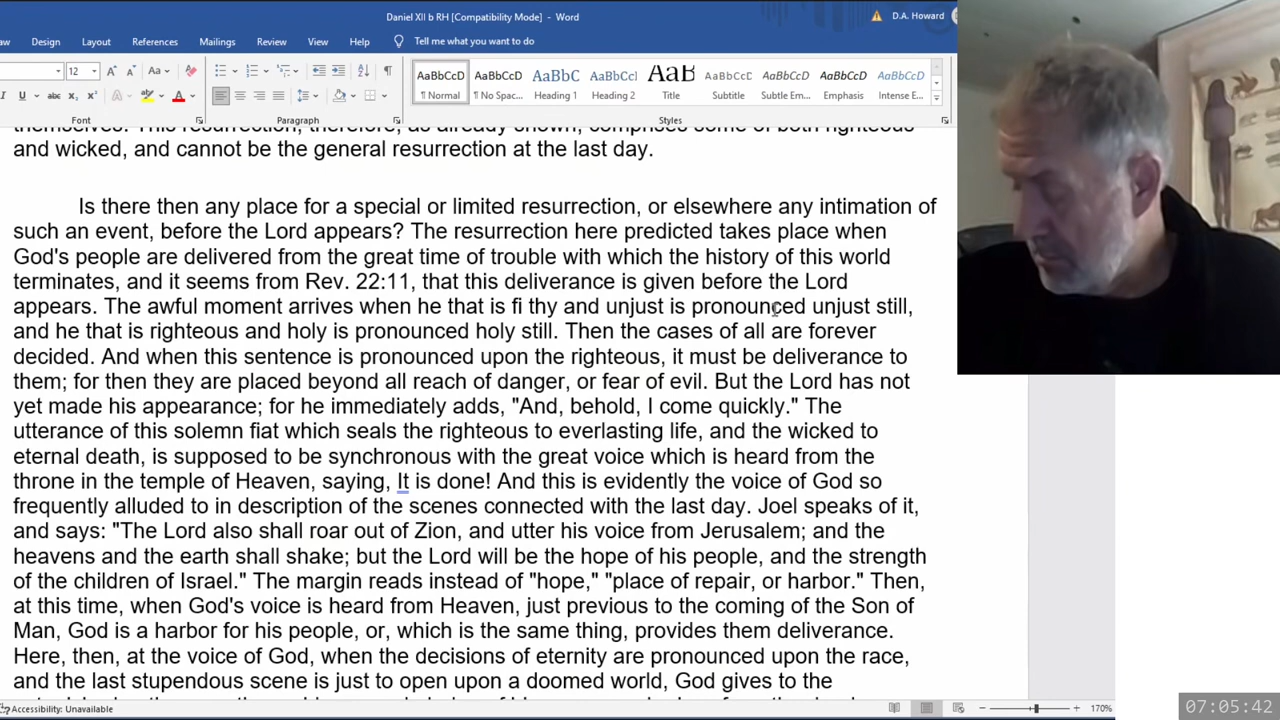 Daniel XII b RH [Compatibility Mode] - Word
D.A. Howard
Design Layout References Mailings Review View Help Tell me what you want to do
12
AaBbCcD AaBbCcD AaBbC AaBbCcI AaB AaBbCcD AaBbCcD AaBbCcD AaBbCcD
¶ Normal ¶ No Spac... Heading 1 Heading 2 Title Subtitle Subtle Em... Emphasis Intense E...
Font Paragraph Styles
themselves. This resurrection, therefore, as already shown, comprises some of both righteous
and wicked, and cannot be the general resurrection at the last day.
Is there then any place for a special or limited resurrection, or elsewhere any intimation of
such an event, before the Lord appears? The resurrection here predicted takes place when
God's people are delivered from the great time of trouble with which the history of this world
terminates, and it seems from Rev. 22:11, that this deliverance is given before the Lord
appears. The awful moment arrives when he that is fi thy and unjust is pronounced unjust still,
and he that is righteous and holy is pronounced holy still. Then the cases of all are forever
decided. And when this sentence is pronounced upon the righteous, it must be deliverance to
them; for then they are placed beyond all reach of danger, or fear of evil. But the Lord has not
yet made his appearance; for he immediately adds, "And, behold, I come quickly." The
utterance of this solemn fiat which seals the righteous to everlasting life, and the wicked to
eternal death, is supposed to be synchronous with the great voice which is heard from the
throne in the temple of Heaven, saying, It is done! And this is evidently the voice of God so
frequently alluded to in description of the scenes connected with the last day. Joel speaks of it,
and says: "The Lord also shall roar out of Zion, and utter his voice from Jerusalem; and the
heavens and the earth shall shake; but the Lord will be the hope of his people, and the strength
of the children of Israel." The margin reads instead of "hope," "place of repair, or harbor." Then,
at this time, when God's voice is heard from Heaven, just previous to the coming of the Son of
Man, God is a harbor for his people, or, which is the same thing, provides them deliverance.
Here, then, at the voice of God, when the decisions of eternity are pronounced upon the race,
and the last stupendous scene is just to open upon a doomed world, God gives to the
Accessibility: Unavailable
170%
07:05:42